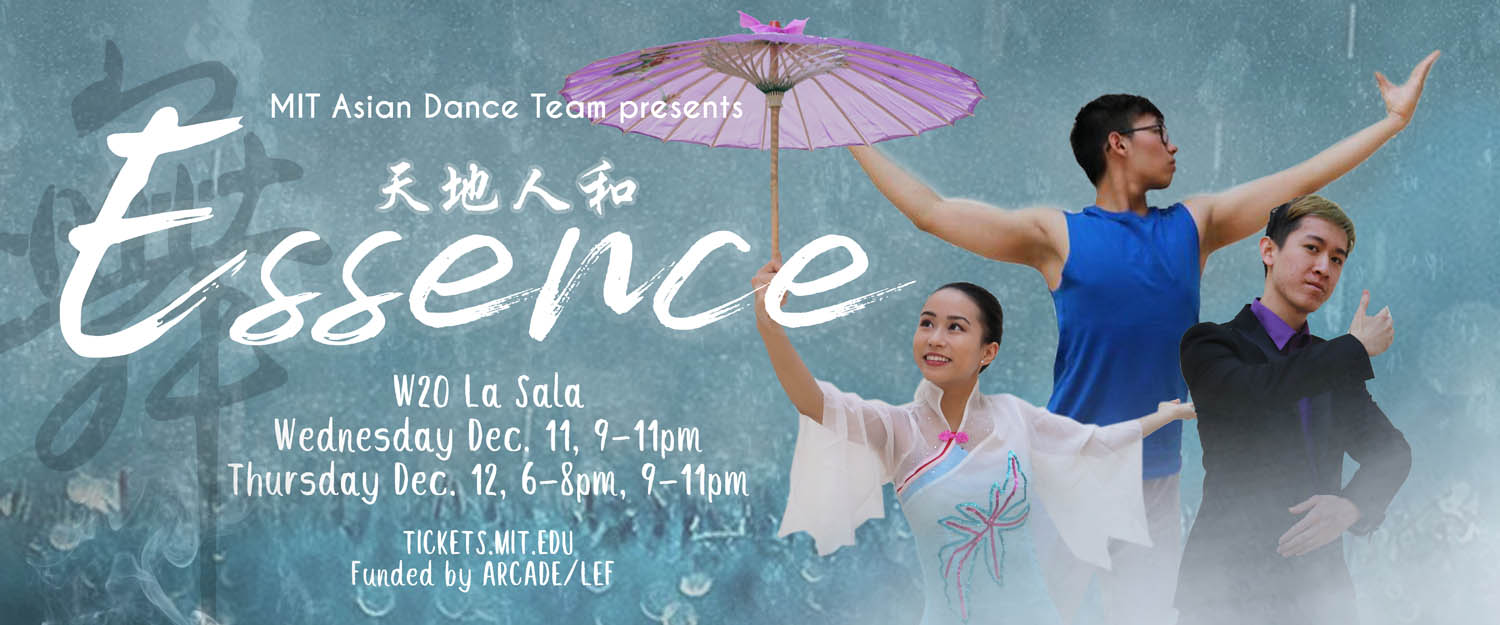 MIT Asian Dance Team presents
舞
天地人和
Essence
W20 La Sala
Wednesday Dec. 11, 9-11pm
Thursday Dec. 12, 6-8pm, 9-11pm
TICKETS.MIT.EDU
Funded by ARCADE/LEF